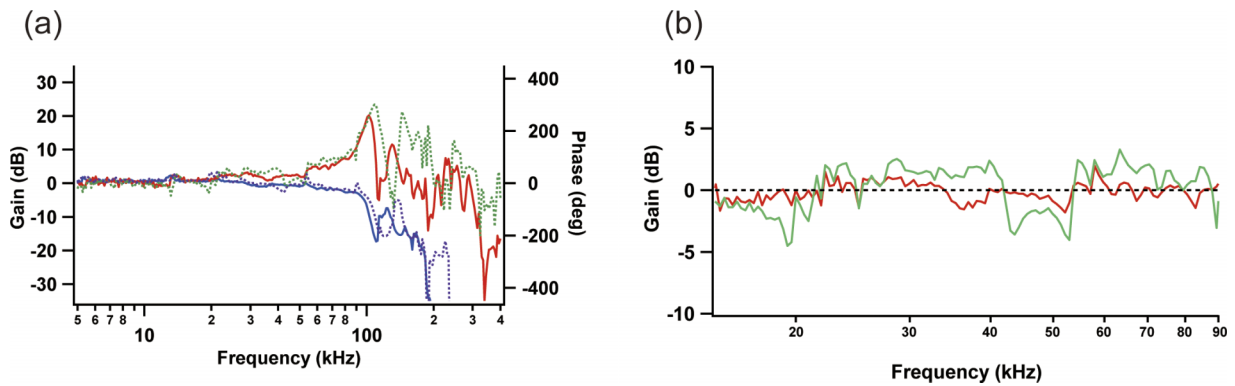 (a)
30
20
10
0
-10
-20
-30
Gain (dB)
400
200
0
-200
-400
Phase (deg)
5 6 7 8 2 3 4 5 6 7 8 2 3 4
10 100
Frequency (kHz)
(b)
10
5
0
-5
-10
Gain (dB)
20 30 40 50 60 70 80 90
Frequency (kHz)